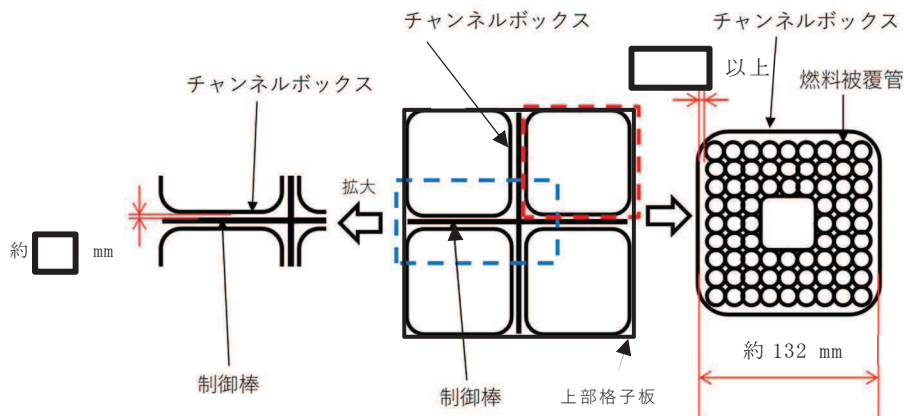 チャンネルボックス
以上
チャンネルボックス
燃料被覆管
拡大
約 mm
制御棒
制御棒
上部格子板
約 132 mm
チャンネルボックス